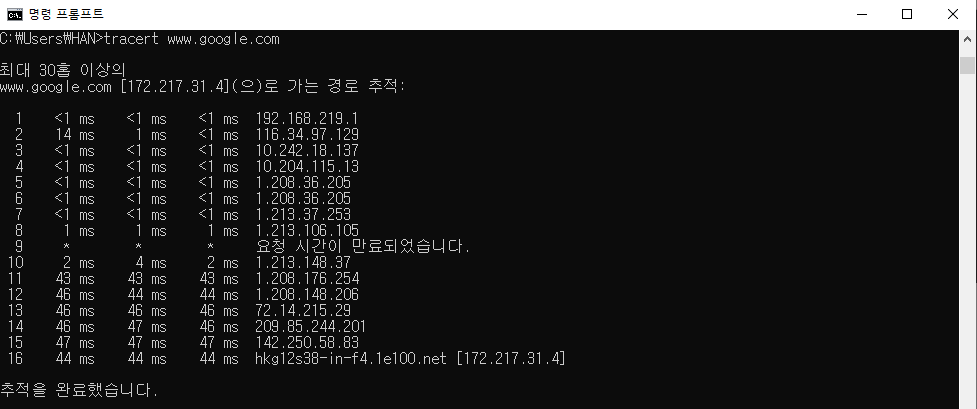 명령 프롬프트
C:₩Users₩HAN>tracert www.google.com
최대 30홉 이상의
www.google.com [172.217.31.4](으)로 가는 경로 추적:
1 <1 ms <1 ms <1 ms 192.168.219.1
2 14 ms 1 ms <1 ms 116.34.97.129
3 <1 ms <1 ms <1 ms 10.242.18.137
4 <1 ms <1 ms <1 ms 10.204.115.13
5 <1 ms <1 ms <1 ms 1.208.36.205
6 <1 ms <1 ms <1 ms 1.208.36.205
7 <1 ms <1 ms <1 ms 1.213.37.253
8 1 ms 1 ms 1 ms 1.213.106.105
9 * * * 요청 시간이 만료되었습니다.
10 2 ms 4 ms 2 ms 1.213.148.37
11 43 ms 43 ms 43 ms 1.208.176.254
12 46 ms 44 ms 44 ms 1.208.148.206
13 46 ms 46 ms 46 ms 72.14.215.29
14 46 ms 47 ms 46 ms 209.85.244.201
15 47 ms 47 ms 47 ms 142.250.58.83
16 44 ms 44 ms 44 ms hkg12s38-in-f4.1e100.net [172.217.31.4]
추적을 완료했습니다.